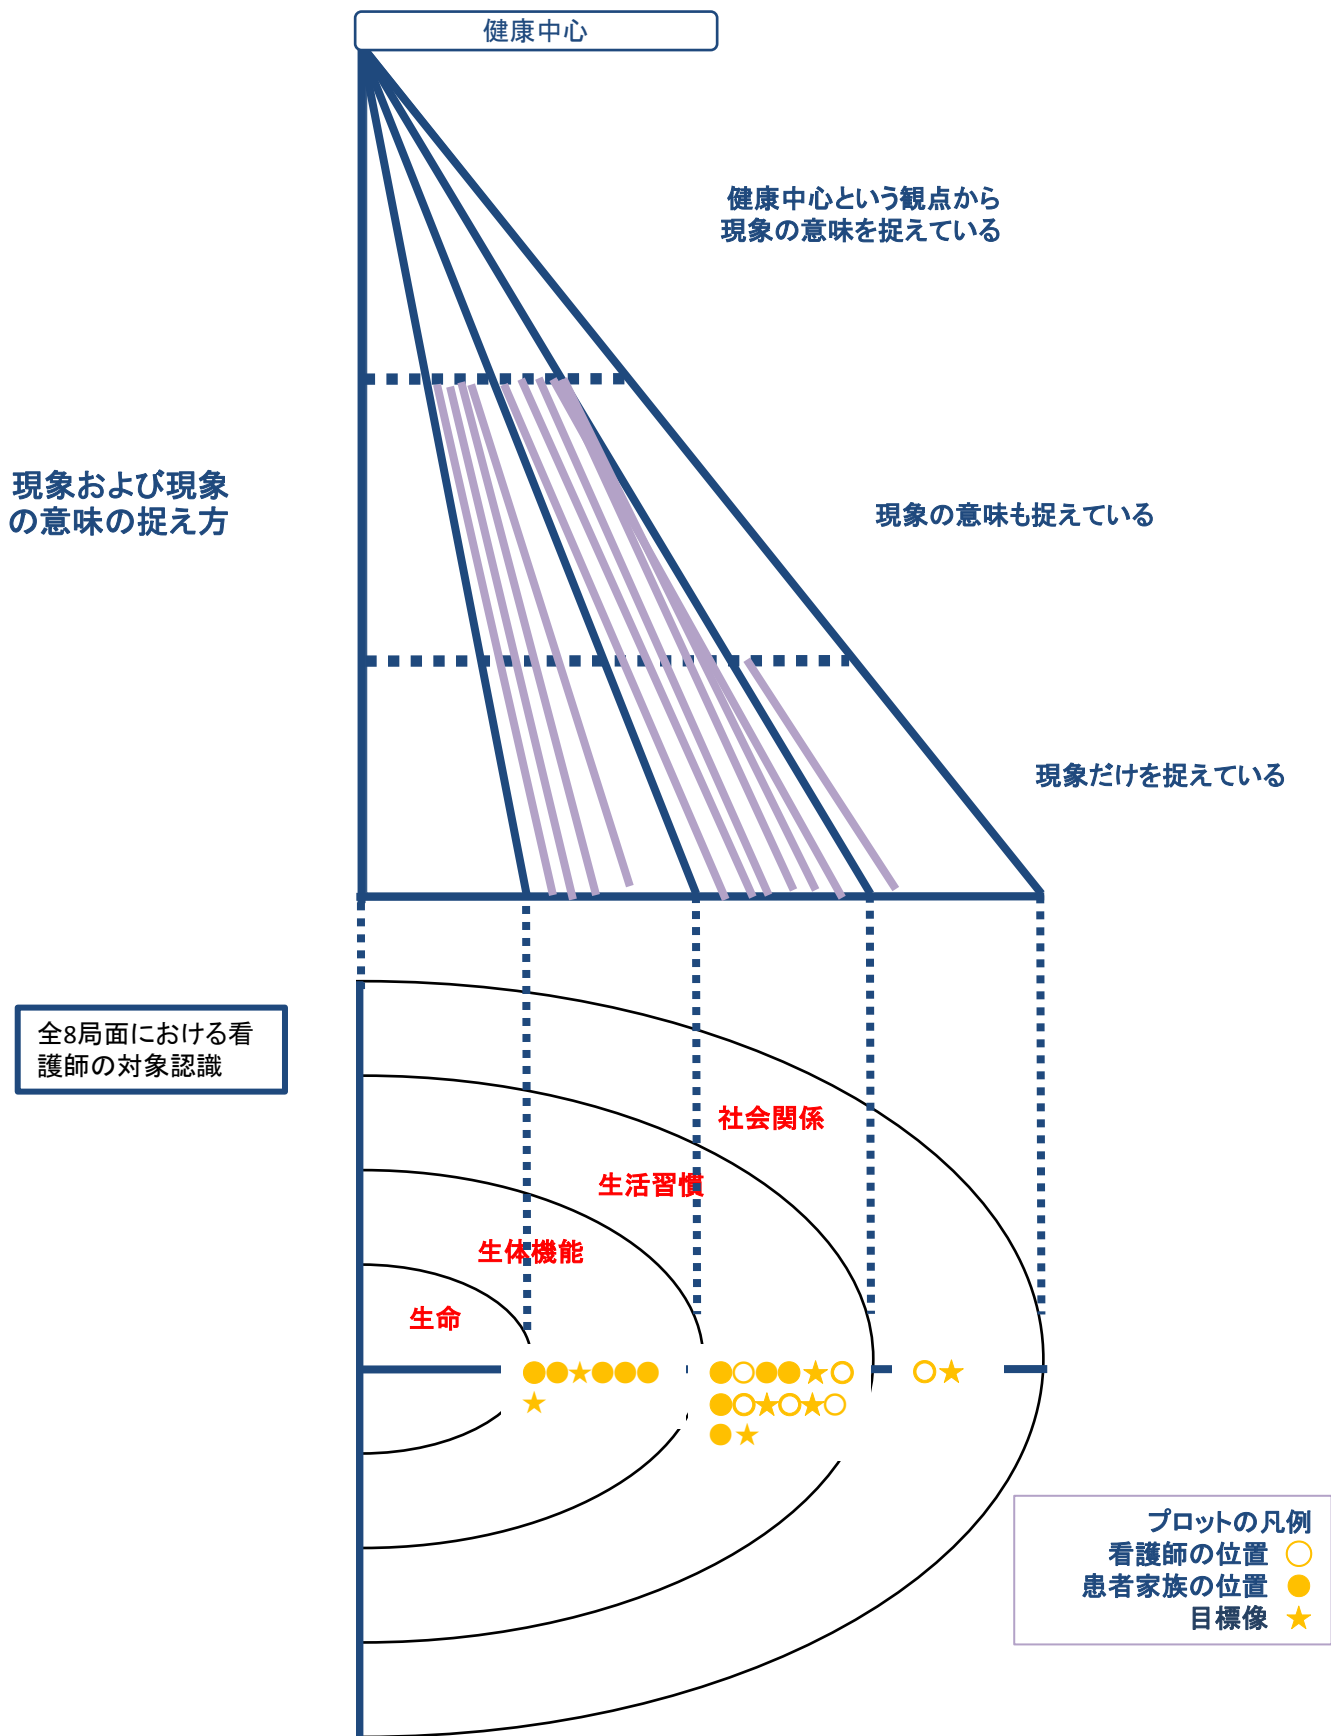 健康中心
健康中心という観点から
現象の意味を捉えている
現象および現象
の意味の捉え方
現象の意味も捉えている
現象だけを捉えている
全8局面における看
護師の対象認識
社会関係
生活習慣
生体機能
生命
●●★●●●
★
●○●●★○
●○★○★○
●★
○★
プロットの凡例
看護師の位置 ○
患者家族の位置 ●
目標像 ★